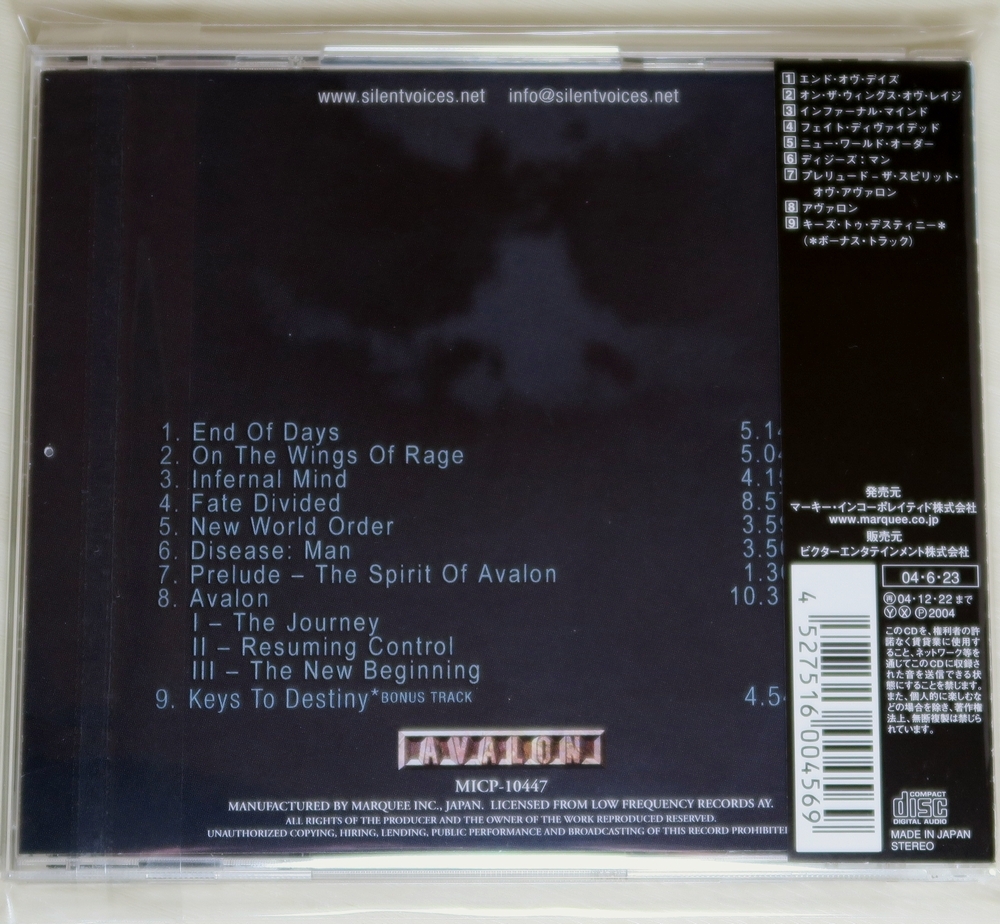 www.silentvoices.net info@silentvoices.net
1. End Of Days 5.14
2. On The Wings Of Rage 5.04
3. Infernal Mind 4.15
4. Fate Divided
5. New World Order
6. Disease: Man
7. Prelude – The Spirit Of Avalon
8. Avalon
I – The Journey
II – Resuming Control
III – The New Beginning
9. Keys To Destiny*BONUS TRACK
AVALON
MICP-10447
MANUFACTURED BY MARQUEE INC., JAPAN. LICENSED FROM LOW FREQUENCY RECORDS AY.
ALL RIGHTS OF THE PRODUCER AND THE OWNER OF THE WORK REPRODUCED RESERVED.
UNAUTHORIZED COPYING, HIRING, LENDING, PUBLIC PERFORMANCE AND BROADCASTING OF THIS RECORD
1 エンド・オヴ・デイズ
2 オン・ザ・ウィングス・オヴ・レイジ
3 インファーナル・マインド
4 フェイト・ディヴァイデッド
5 ニュー・ワールド・オーダー
6 ディジーズ：マン
7 プレリュード－ザ・スピリット・
オヴ・アヴァロン
8 アヴァロン
9 キーズ・トゥ・デスティニー*
(*ボーナス・トラック)
発売元
マーキー・インコーポレイティド株式会社
www.marquee.co.jp
販売元
ビクターエンタテインメント株式会社
04・6・23
再04・12・22まで
Ⓨ Ⓧ Ⓟ2004
このCDを、権利者の許
諾なく賃貸業に使用す
ること、ネットワーク等を
通じてこのCDに収録さ
れた音を送信できる状
態にすることを禁じます。
また、個人的に楽しむな
どの場合を除き、著作権
法上、無断複製は禁じら
れています。
4 527516 004569
COMPACT
disc
DIGITAL AUDIO
MADE IN JAPAN
STEREO